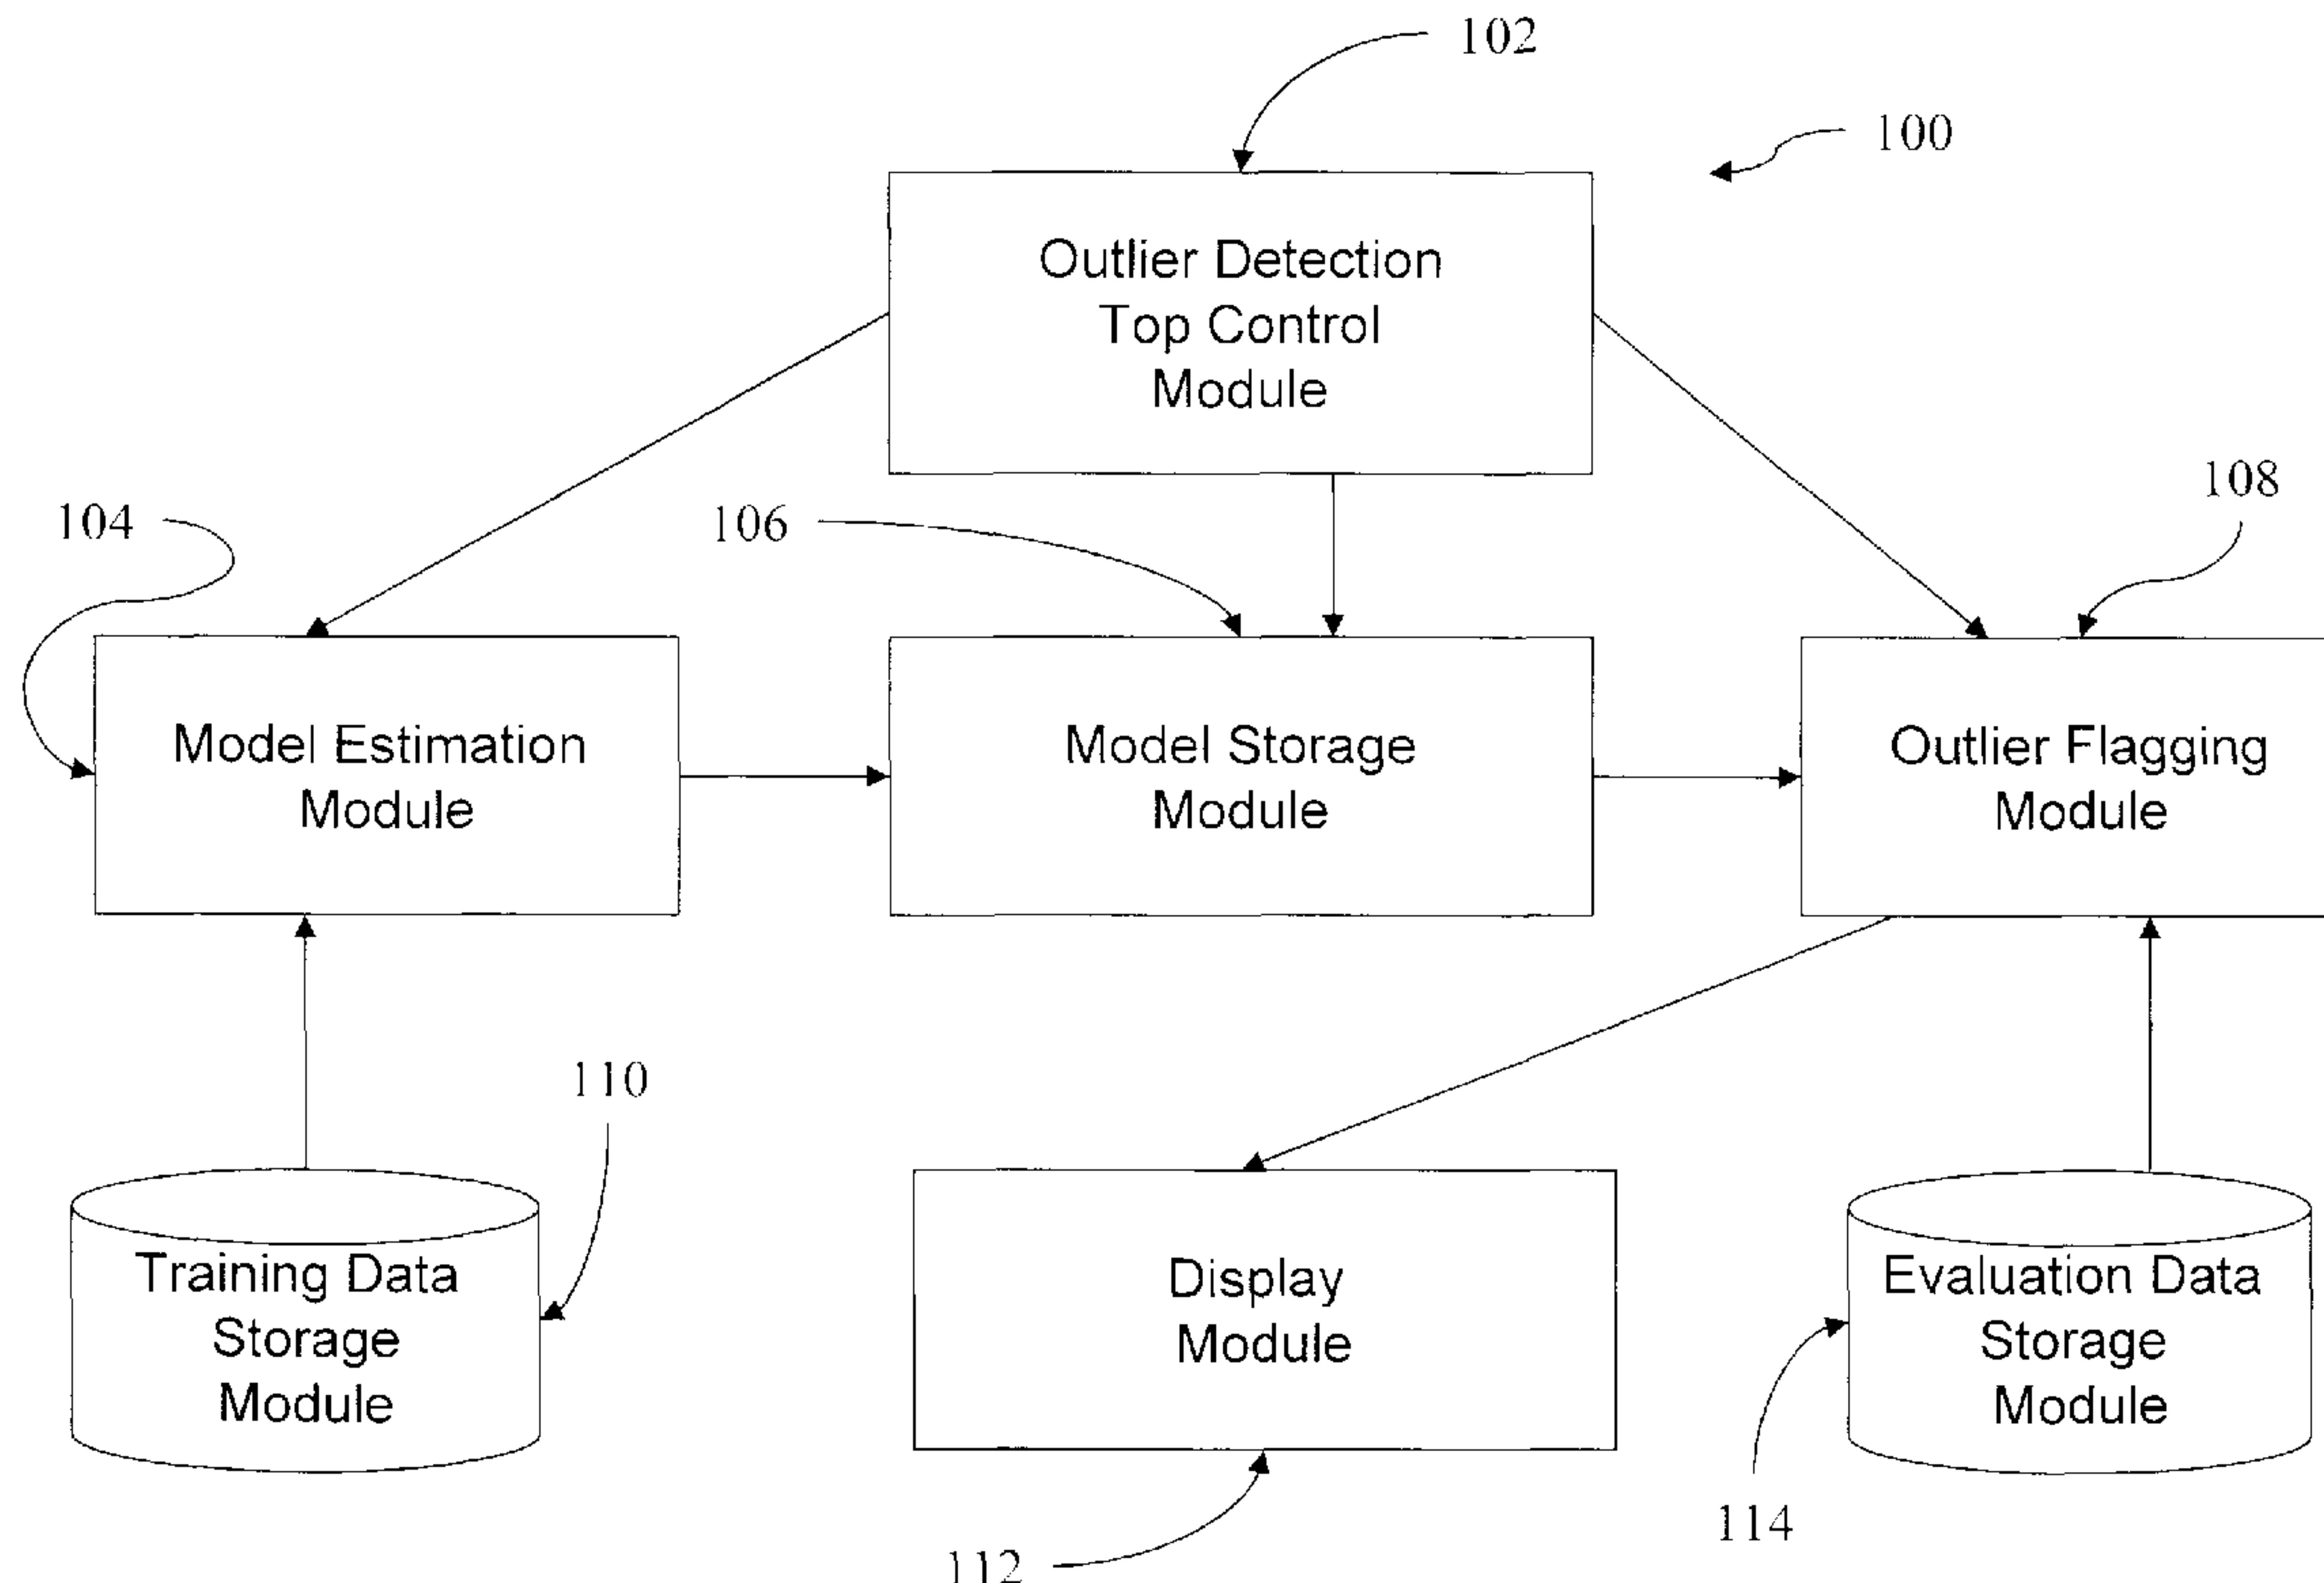 102
100
Outlier Detection
Top Control
Module
104
106
108
Model Estimation
Module
Model Storage
Module
Outlier Flagging
Module
110
Training Data
Storage
Module
Display
Module
Evaluation Data
Storage
Module
112
114